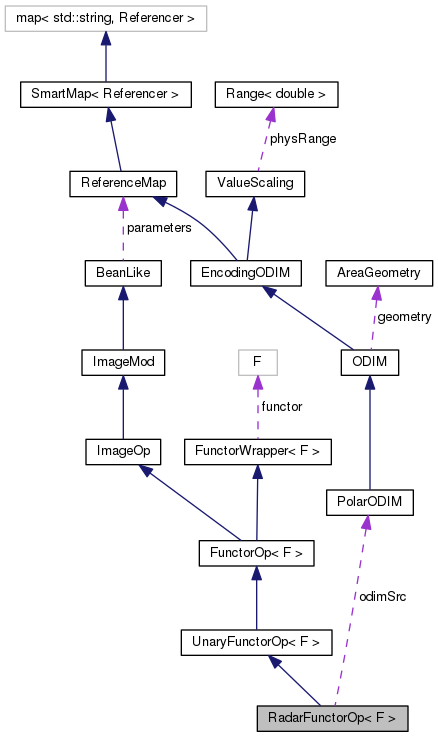 map< std::string, Referencer >
SmartMap< Referencer >
Range< double >
physRange
ReferenceMap
ValueScaling
parameters
BeanLike
EncodingODIM
AreaGeometry
geometry
ImageMod
F
ODIM
functor
ImageOp
FunctorWrapper< F >
PolarODIM
FunctorOp< F >
odimSrc
UnaryFunctorOp< F >
RadarFunctorOp< F >